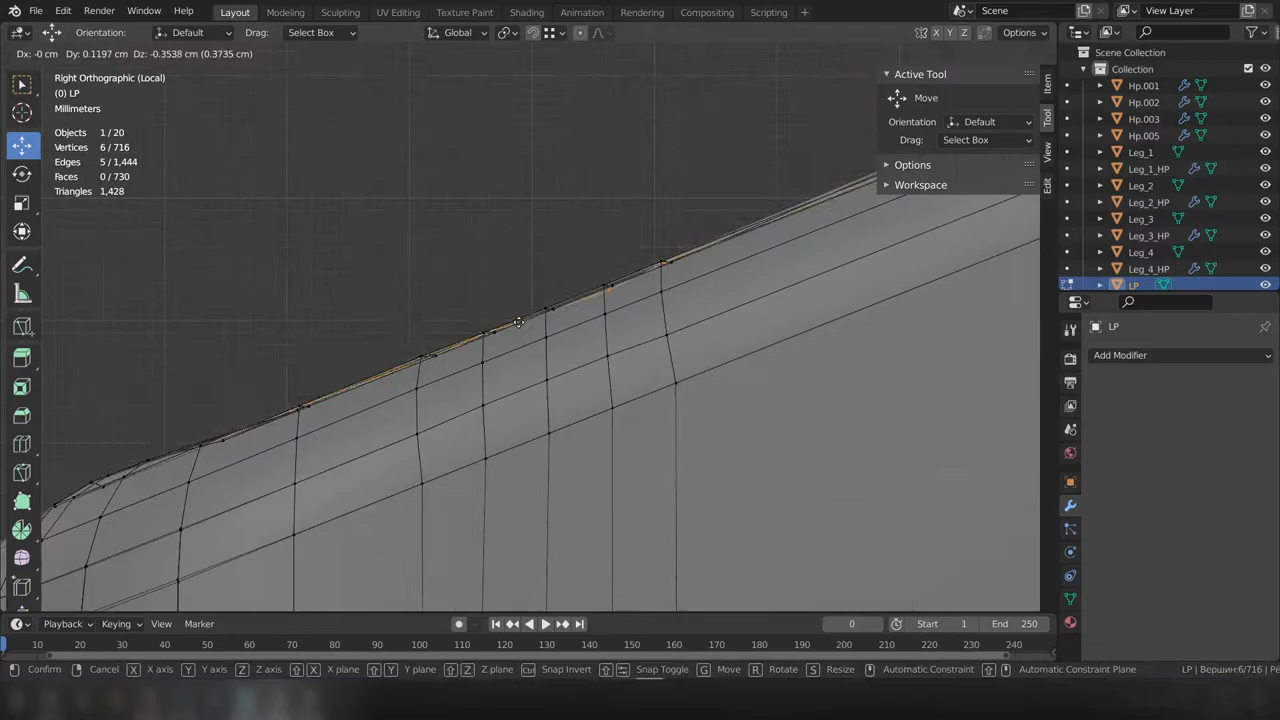 File Edit Render Window Help Layout Modeling Sculpting UV Editing Texture Paint Shading Animation Rendering Compositing Scripting + Scene View Layer
Orientation: Default Drag: Select Box Global X Y Z Options
Dx: -0 cm Dy: 0.1197 cm Dz: -0.3538 cm (0.3735 cm)
Right Orthographic (Local)
(0) LP
Millimeters
Objects 1 / 20
Vertices 6 / 716
Edges 5 / 1,444
Faces 0 / 730
Triangles 1,428
Active Tool
Move
Orientation Default
Drag: Select Box
Options
Workspace
Item
Tool
View
Edit
Scene Collection
Collection
Hp.001
Hp.002
Hp.003
Hp.005
Leg_1
Leg_1_HP
Leg_2
Leg_2_HP
Leg_3
Leg_3_HP
Leg_4
Leg_4_HP
LP
LP
Add Modifier
Playback Keying View Marker 0 Start 1 End 250
10 20 30 40 50 60 70 80 90 100 110 120 130 140 150 160 170 180 190 200 210 220 230 240
Confirm Cancel X X axis Y Y axis Z Z axis X X plane Y Y plane Z Z plane Ctrl Snap Invert Snap Toggle G Move R Rotate S Resize Automatic Constraint Automatic Constraint Plane LP | Вершин:6/716 | Рё